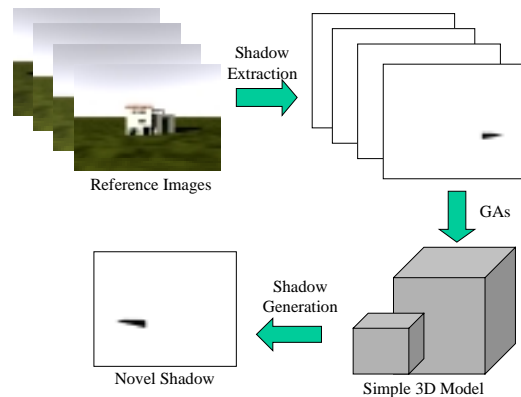 Shadow
Extraction
Reference Images
GAs
Shadow
Generation
Novel Shadow
Simple 3D Model